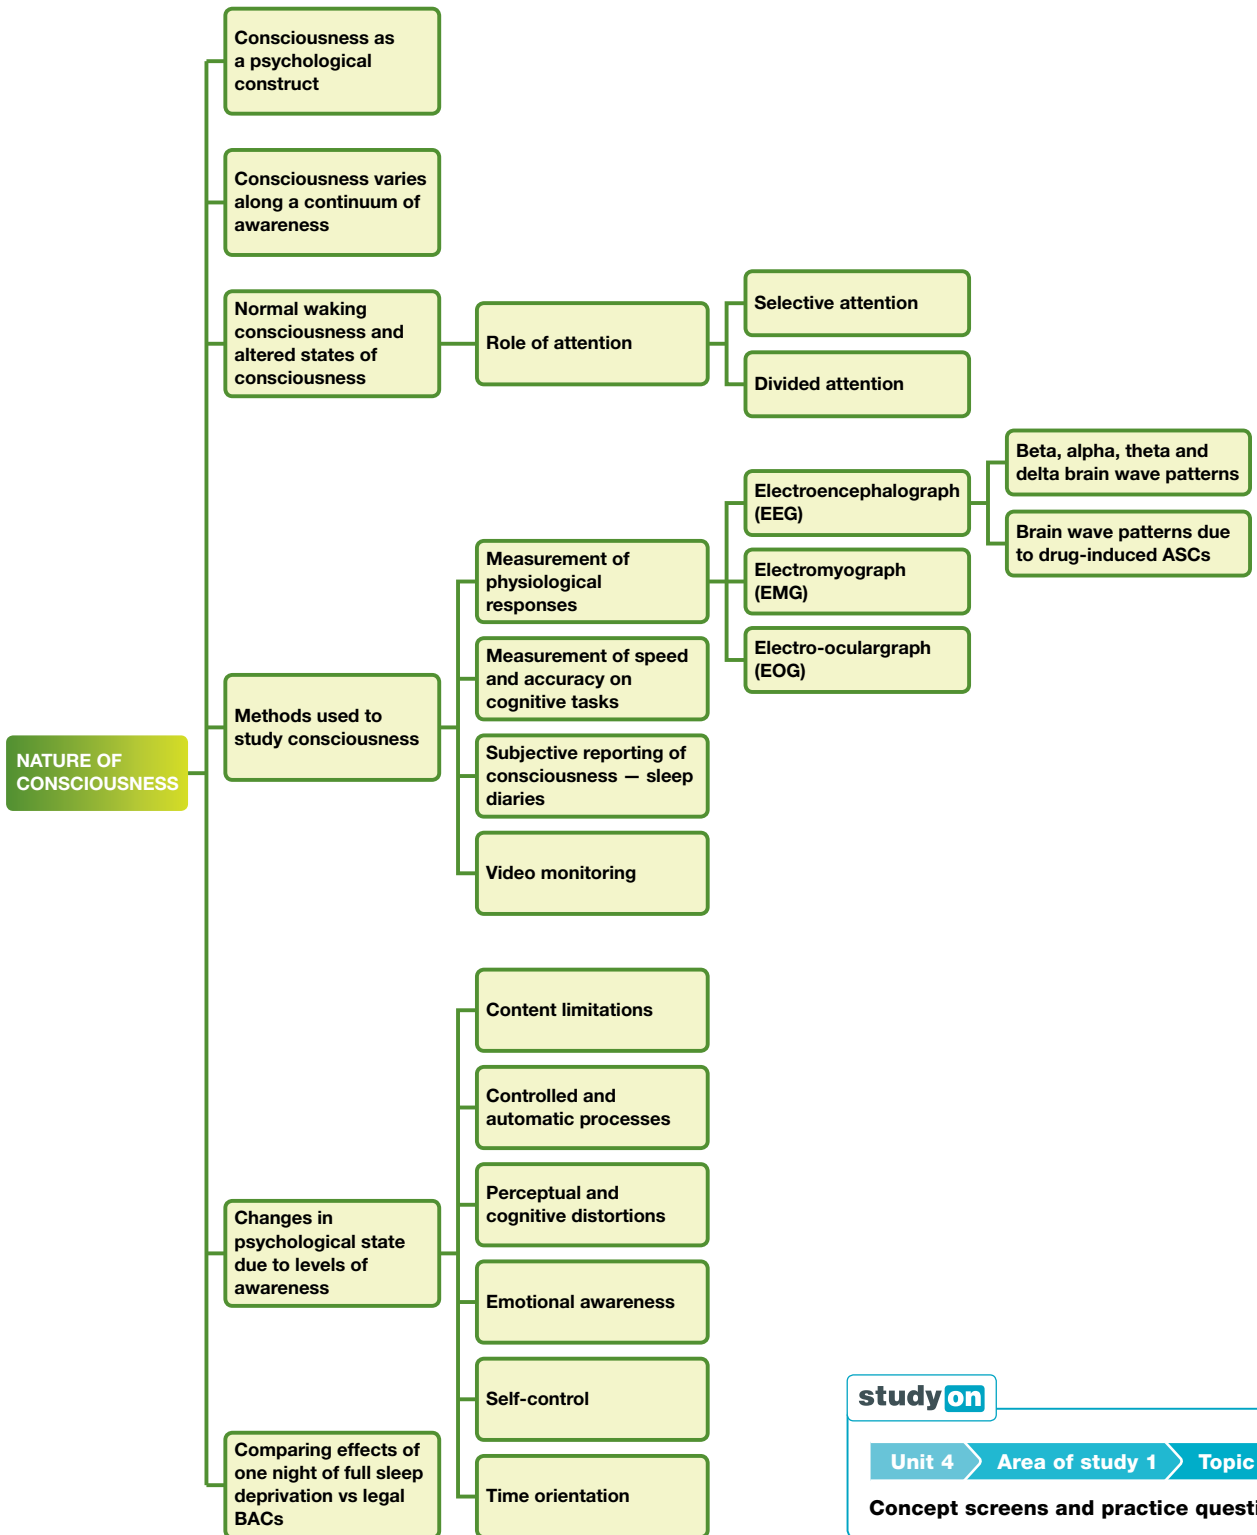 NATURE OF
CONSCIOUSNESS
Consciousness as
a psychological
construct
Consciousness varies
along a continuum of
awareness
Normal waking
consciousness and
altered states of
consciousness
Role of attention
Selective attention
Divided attention
Methods used to
study consciousness
Measurement of
physiological
responses
Electroencephalograph
(EEG)
Beta, alpha, theta and
delta brain wave patterns
Brain wave patterns due
to drug-induced ASCs
Electromyograph
(EMG)
Electro-oculargraph
(EOG)
Measurement of speed
and accuracy on
cognitive tasks
Subjective reporting of
consciousness — sleep
diaries
Video monitoring
Changes in
psychological state
due to levels of
awareness
Content limitations
Controlled and
automatic processes
Perceptual and
cognitive distortions
Emotional awareness
Self-control
Time orientation
Comparing effects of
one night of full sleep
deprivation vs legal
BACs
studyon
Unit 4 Area of study 1 Topic
Concept screens and practice questi